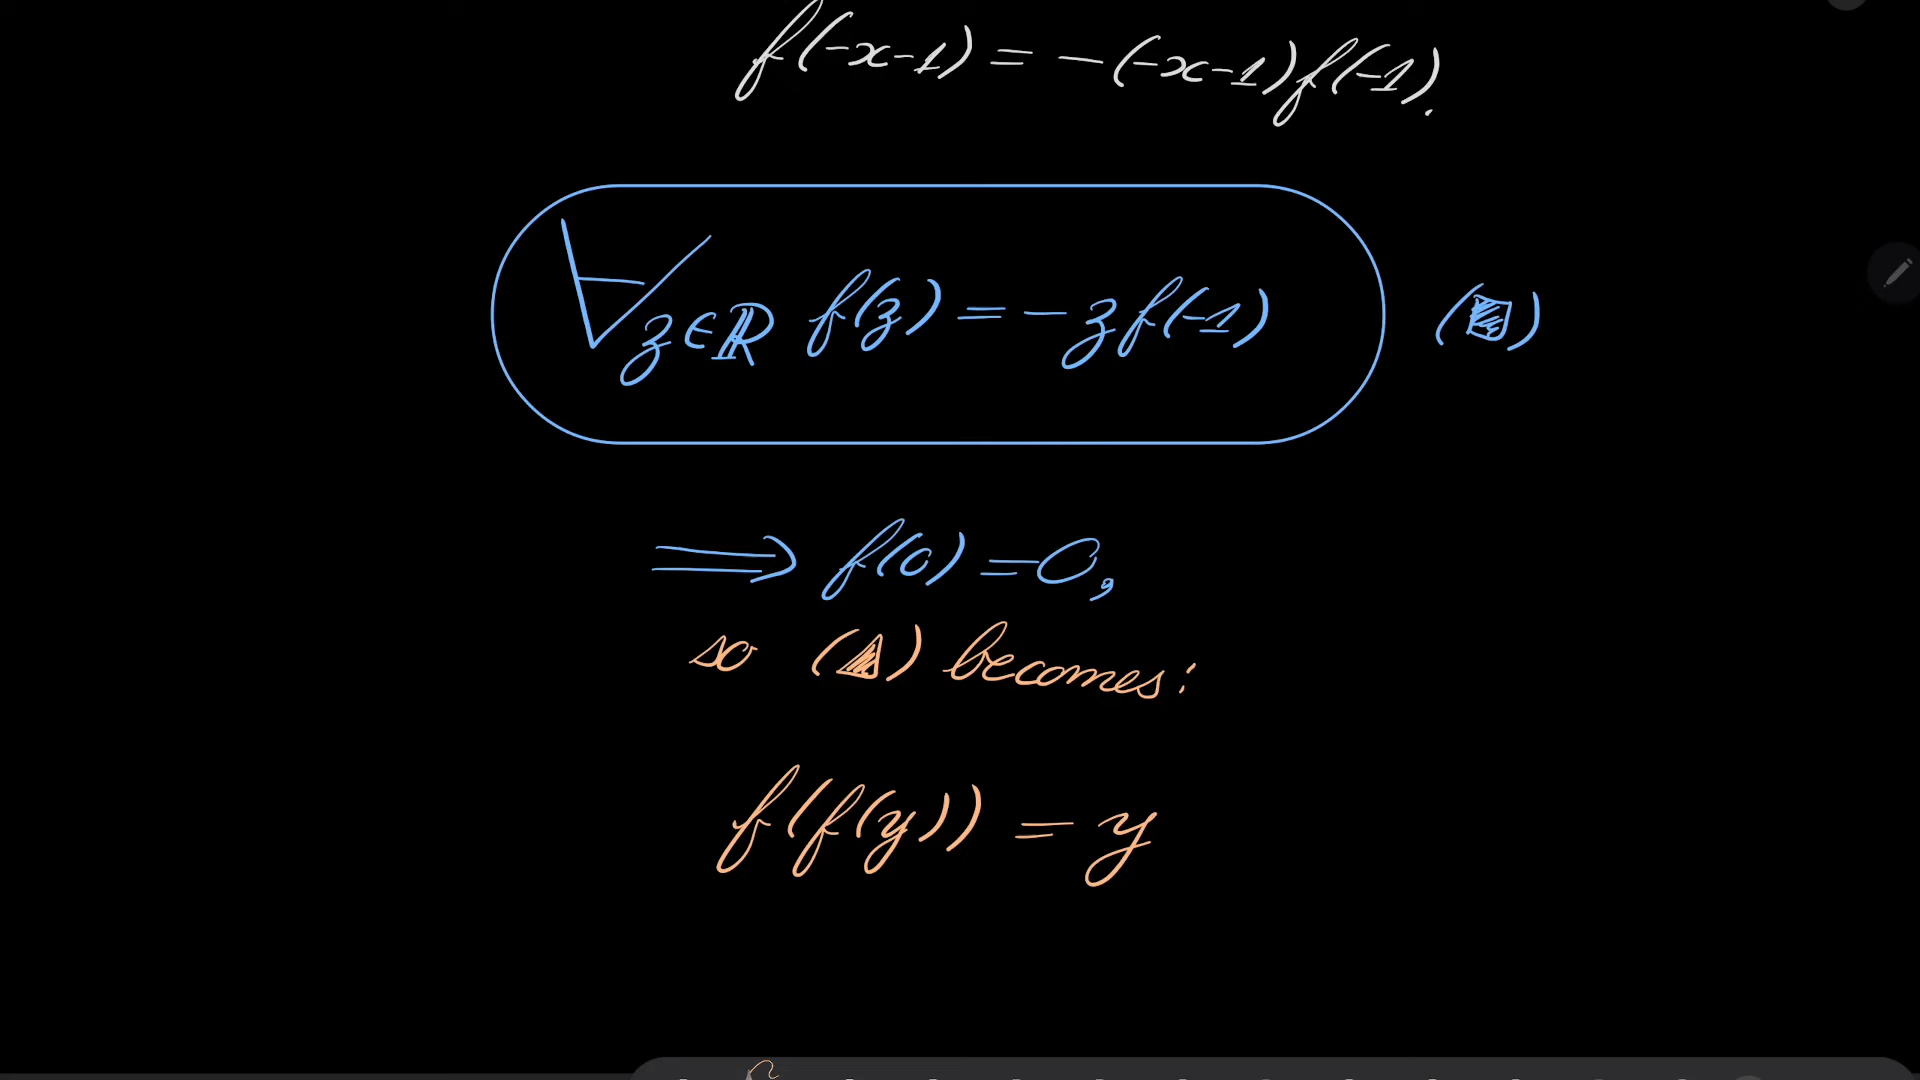 f(-x-1) = -(-x-1)f(-1).
∀z∈ℝ f(z) = -zf(-1) (■)
⟹ f(0) = 0,
so (▲) becomes:
f(f(y)) = y